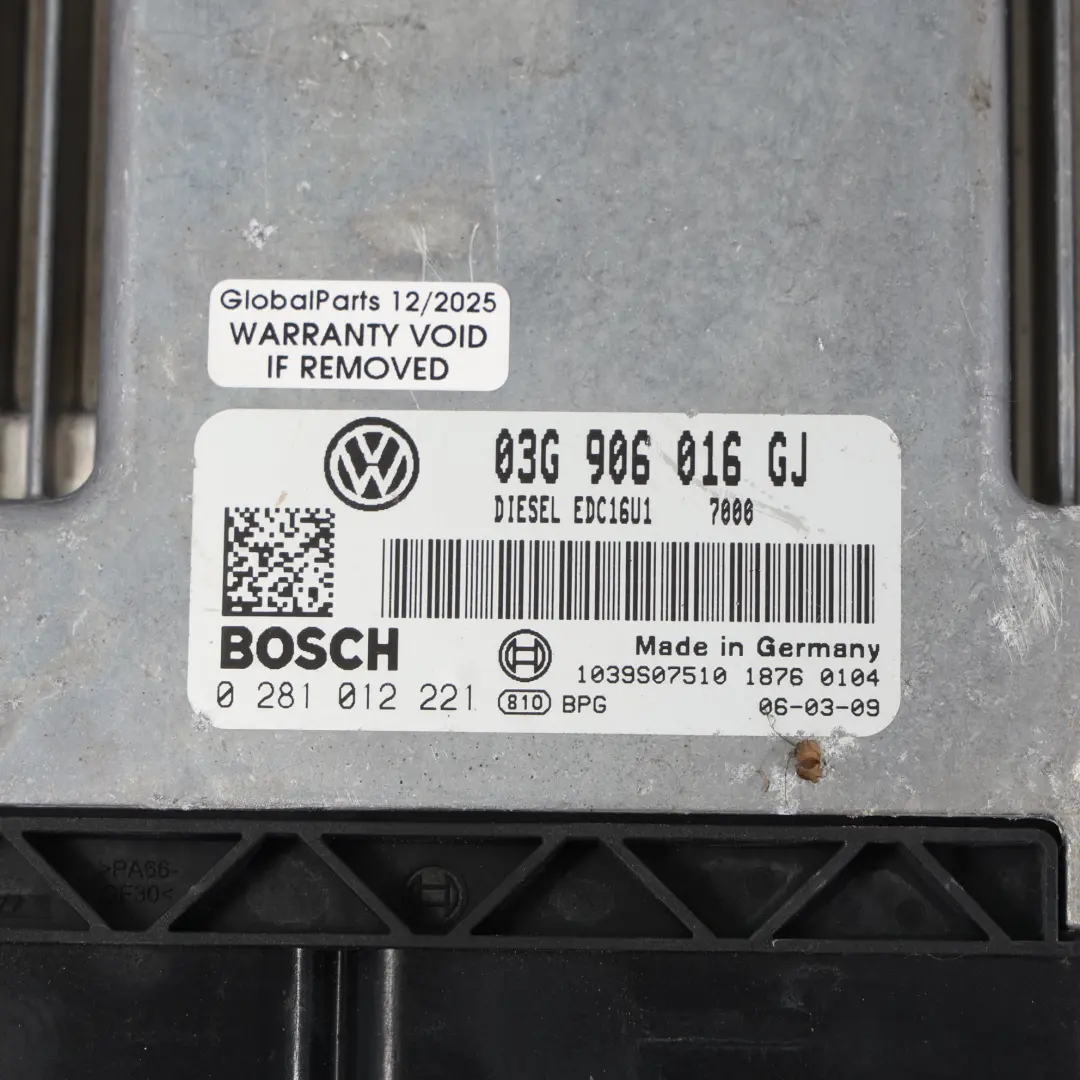 GlobalParts 12/2025
WARRANTY VOID
IF REMOVED
03G 906 016 GJ
DIESEL EDC16U1 7000
BOSCH
Made in Germany
1039S07510 1876 0104
0 281 012 221 810 BPG
06-03-09
>PA66-
GF30<